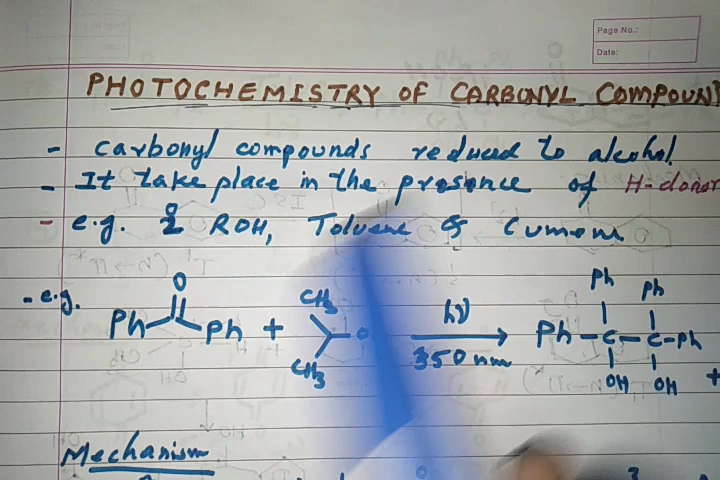 Page No.:
Date:
PHOTOCHEMISTRY OF CARBONYL COMPOUN
- carbonyl compounds reduced to alcohol.
- It take place in the presence of H-donor
- e.g. 2° ROH, Toluene & Cumene
- e.g. Ph O Ph + CH3 CH3 O hν 350 nm Ph Ph Ph-C-C-Ph OH OH +
Mechanism